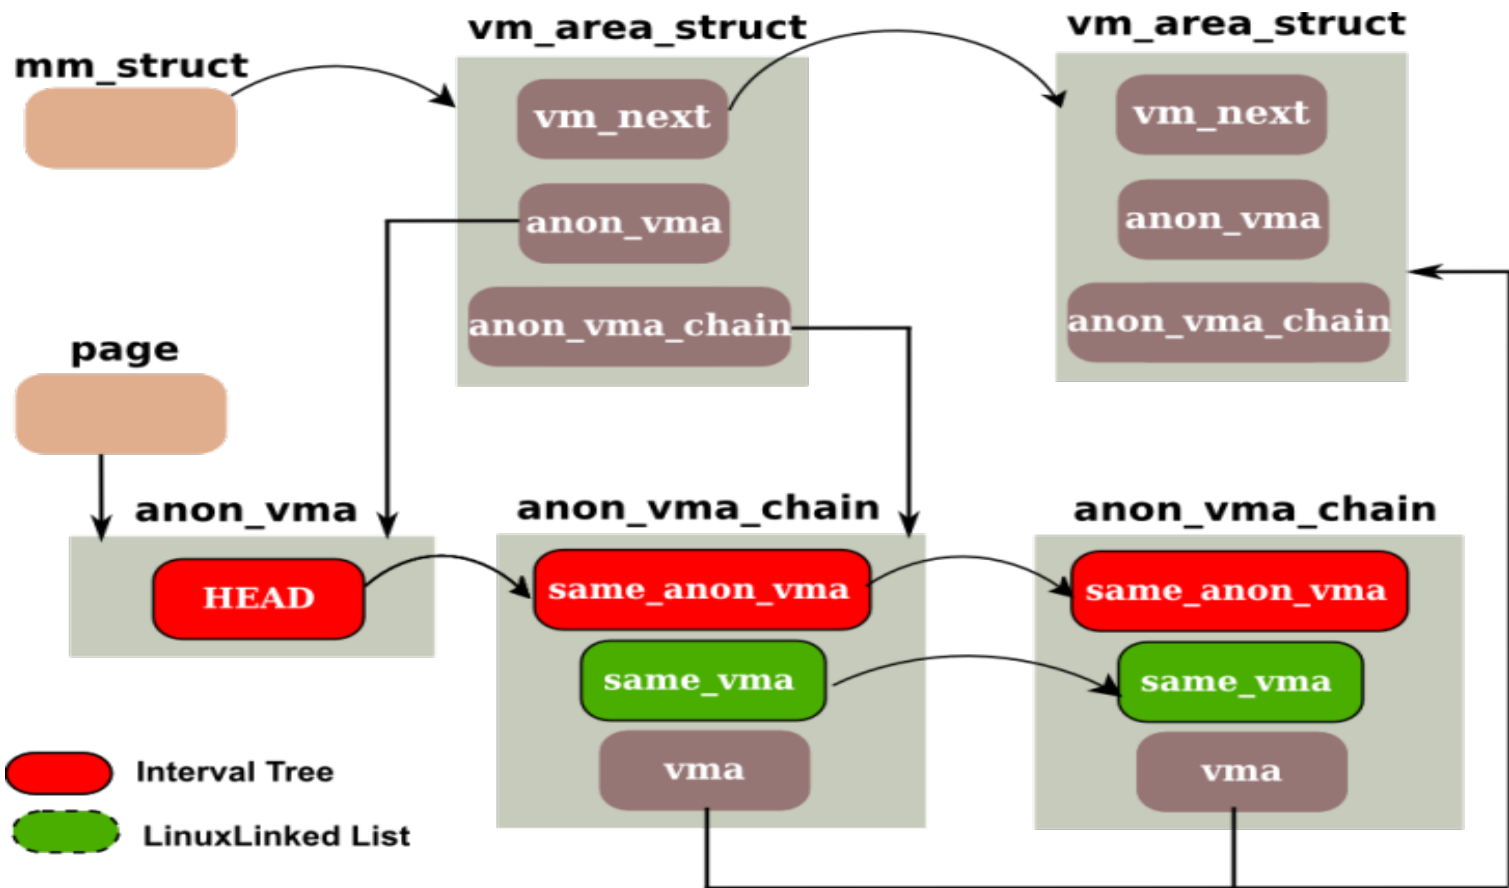 vm_area_struct
vm_area_struct
mm_struct
vm_next
vm_next
anon_vma
anon_vma
anon_vma_chain
anon_vma_chain
page
anon_vma
anon_vma_chain
anon_vma_chain
HEAD
same_anon_vma
same_anon_vma
same_vma
same_vma
vma
vma
Interval Tree
LinuxLinked List